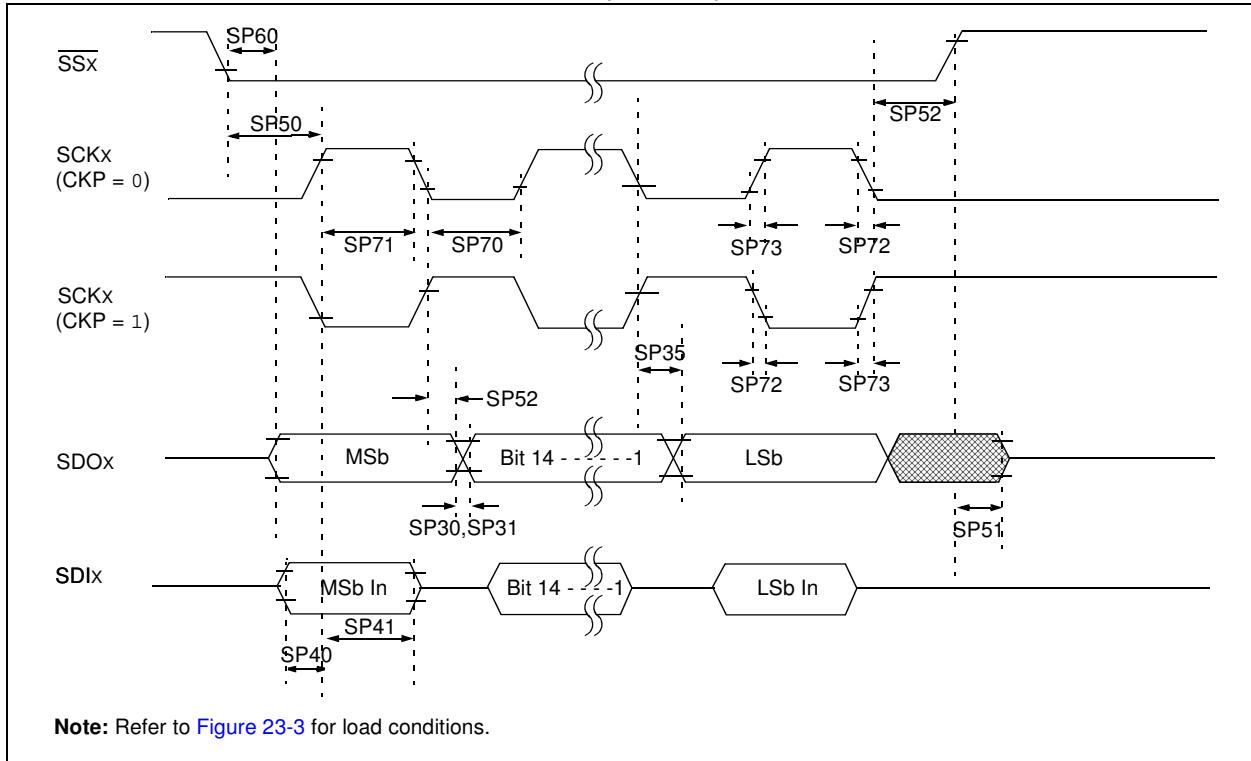 SP60
SSx
SP52
SP50
SCKx
(CKP = 0)
SP71
SP70
SP73
SP72
SCKx
(CKP = 1)
SP35
SP72
SP73
SP52
SDOx
MSb
Bit 14 - - - - - -1
LSb
SP30,SP31
SP51
SDIx
MSb In
Bit 14 - - - -1
LSb In
SP41
SP40
Note: Refer to Figure 23-3 for load conditions.